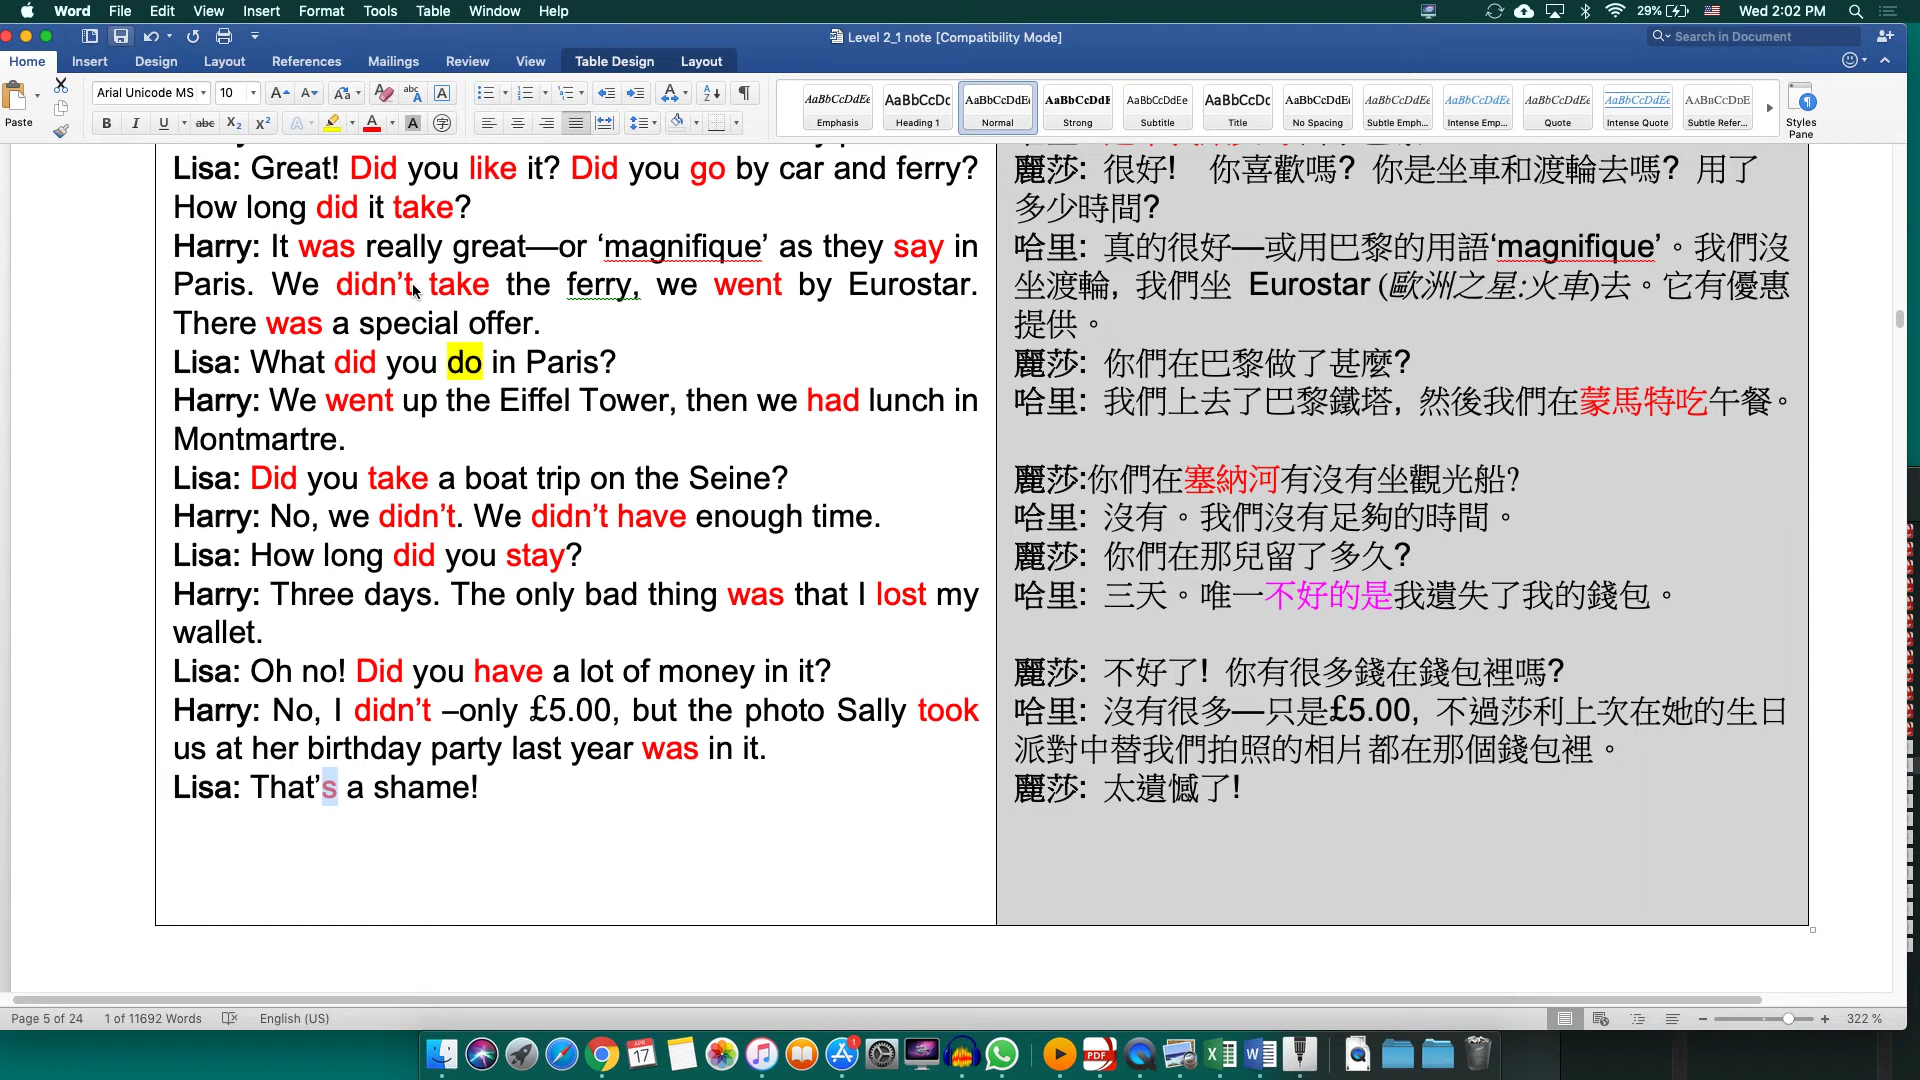 Word File Edit View Insert Format Tools Table Window Help 29% Wed 2:02 PM
Level 2_1 note [Compatibility Mode] Search in Document
Home Insert Design Layout References Mailings Review View Table Design Layout
Arial Unicode MS 10
Paste
AaBbCcDdEe AaBbCcDc AaBbCcDdEe AaBbCcDdE AaBbCcDdEe AaBbCcDc AaBbCcDdEe AaBbCcDdEe AaBbCcDdEe AaBbCcDdEe AaBbCcDdEe AABBCCDDE
Emphasis Heading 1 Normal Strong Subtitle Title No Spacing Subtle Emph... Intense Emp... Quote Intense Quote Subtle Refer... Styles Pane
Lisa: Great! Did you like it? Did you go by car and ferry?
How long did it take?
Harry: It was really great—or ‘magnifique’ as they say in
Paris. We didn’t take the ferry, we went by Eurostar.
There was a special offer.
Lisa: What did you do in Paris?
Harry: We went up the Eiffel Tower, then we had lunch in
Montmartre.
Lisa: Did you take a boat trip on the Seine?
Harry: No, we didn’t. We didn’t have enough time.
Lisa: How long did you stay?
Harry: Three days. The only bad thing was that I lost my
wallet.
Lisa: Oh no! Did you have a lot of money in it?
Harry: No, I didn’t –only £5.00, but the photo Sally took
us at her birthday party last year was in it.
Lisa: That’s a shame!
麗莎: 很好! 你喜歡嗎? 你是坐車和渡輪去嗎? 用了
多少時間?
哈里: 真的很好—或用巴黎的用語‘magnifique’。我們沒
坐渡輪, 我們坐 Eurostar (歐洲之星:火車)去。它有優惠
提供。
麗莎: 你們在巴黎做了甚麼?
哈里: 我們上去了巴黎鐵塔, 然後我們在蒙馬特吃午餐。
麗莎:你們在塞納河有沒有坐觀光船?
哈里: 沒有。我們沒有足夠的時間。
麗莎: 你們在那兒留了多久?
哈里: 三天。唯一不好的是我遺失了我的錢包。
麗莎: 不好了! 你有很多錢在錢包裡嗎?
哈里: 沒有很多—只是£5.00, 不過莎利上次在她的生日
派對中替我們拍照的相片都在那個錢包裡。
麗莎: 太遺憾了!
Page 5 of 24 1 of 11692 Words English (US) 322 %